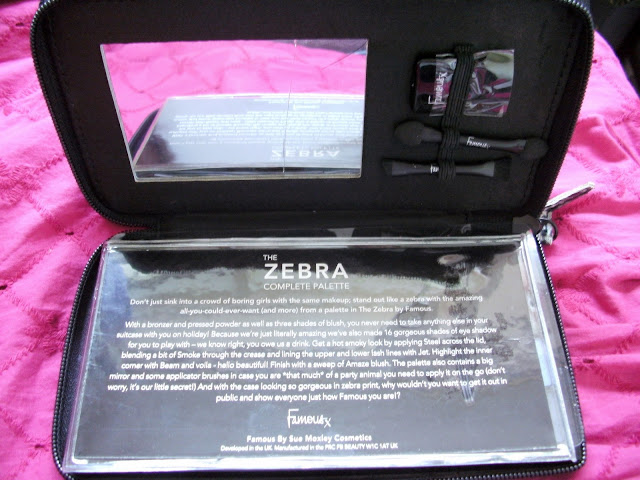 Famous
Famous
THE
ZEBRA
COMPLETE PALETTE
Don't just sink into a crowd of boring girls with the same makeup; stand out like a zebra with the amazing
all-you-could-ever-want (and more) from a palette in The Zebra by Famous.
With a bronzer and pressed powder as well as three shades of blush, you never need to take anything else in your
suitcase with you on holiday! Because we're just literally amazing we've also made 16 gorgeous shades of eye shadow
for you to play with – we know right, you owe us a drink. Get a hot smoky look by applying Steel across the lid,
blending a bit of Smoke through the crease and lining the upper and lower lash lines with Jet. Highlight the inner
corner with Beam and voila - hello beautiful! Finish with a sweep of Amaze blush. The palette also contains a big
mirror and some applicator brushes in case you are *that much* of a party animal you need to apply it on the go (don't
worry, it's our little secret!) And with the case looking so gorgeous in zebra print, why wouldn't you want to get it out in
public and show everyone just how Famous you are!?
Famous x
Famous By Sue Moxley Cosmetics
Developed in the UK. Manufactured in the PRC FB BEAUTY W1C 1AT UK